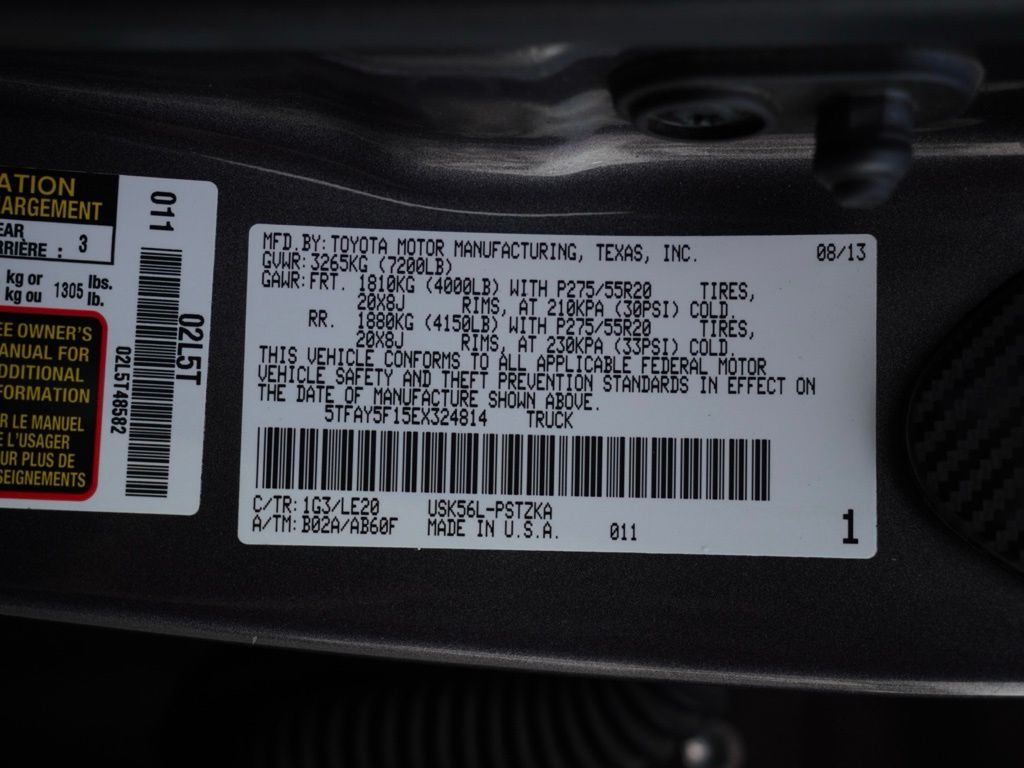 ATION
ARGEMENT
EAR
RRIÈRE : 3
kg or 1305 lbs.
kg ou lb.
EE OWNER'S
ANUAL FOR
DDITIONAL
FORMATION
R LE MANUEL
E L'USAGER
UR PLUS DE
SEIGNEMENTS
011
02L5T
02L5T48582
MFD.BY:TOYOTA MOTOR MANUFACTURING, TEXAS, INC. 08/13
GVWR:3265KG (7200LB)
GAWR:FRT. 1810KG (4000LB) WITH P275/55R20 TIRES,
20X8J RIMS, AT 210KPA (30PSI) COLD.
RR. 1880KG (4150LB) WITH P275/55R20 TIRES,
20X8J RIMS, AT 230KPA (33PSI) COLD.
THIS VEHICLE CONFORMS TO ALL APPLICABLE FEDERAL MOTOR
VEHICLE SAFETY AND THEFT PREVENTION STANDARDS IN EFFECT ON
THE DATE OF MANUFACTURE SHOWN ABOVE.
5TFAY5F15EX324814 TRUCK
C/TR:1G3/LE20 USK56L-PSTZKA
A/TM:B02A/AB60F MADE IN U.S.A. 011
1